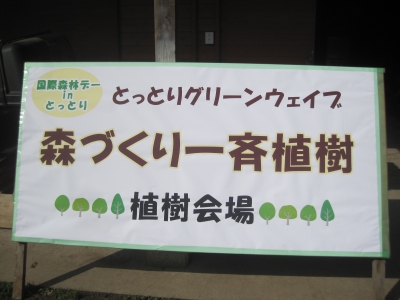 国際森林デー
in
とっとり
とっとりグリーンウェイブ
森づくり一斉植樹
植樹会場